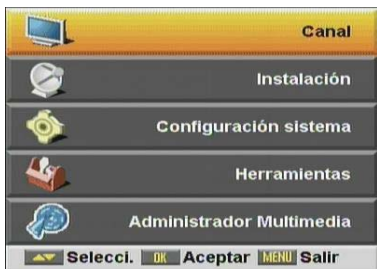 Canal
Instalación
Configuración sistema
Herramientas
Administrador Multimedia
Selecci. OK Aceptar MENU Salir